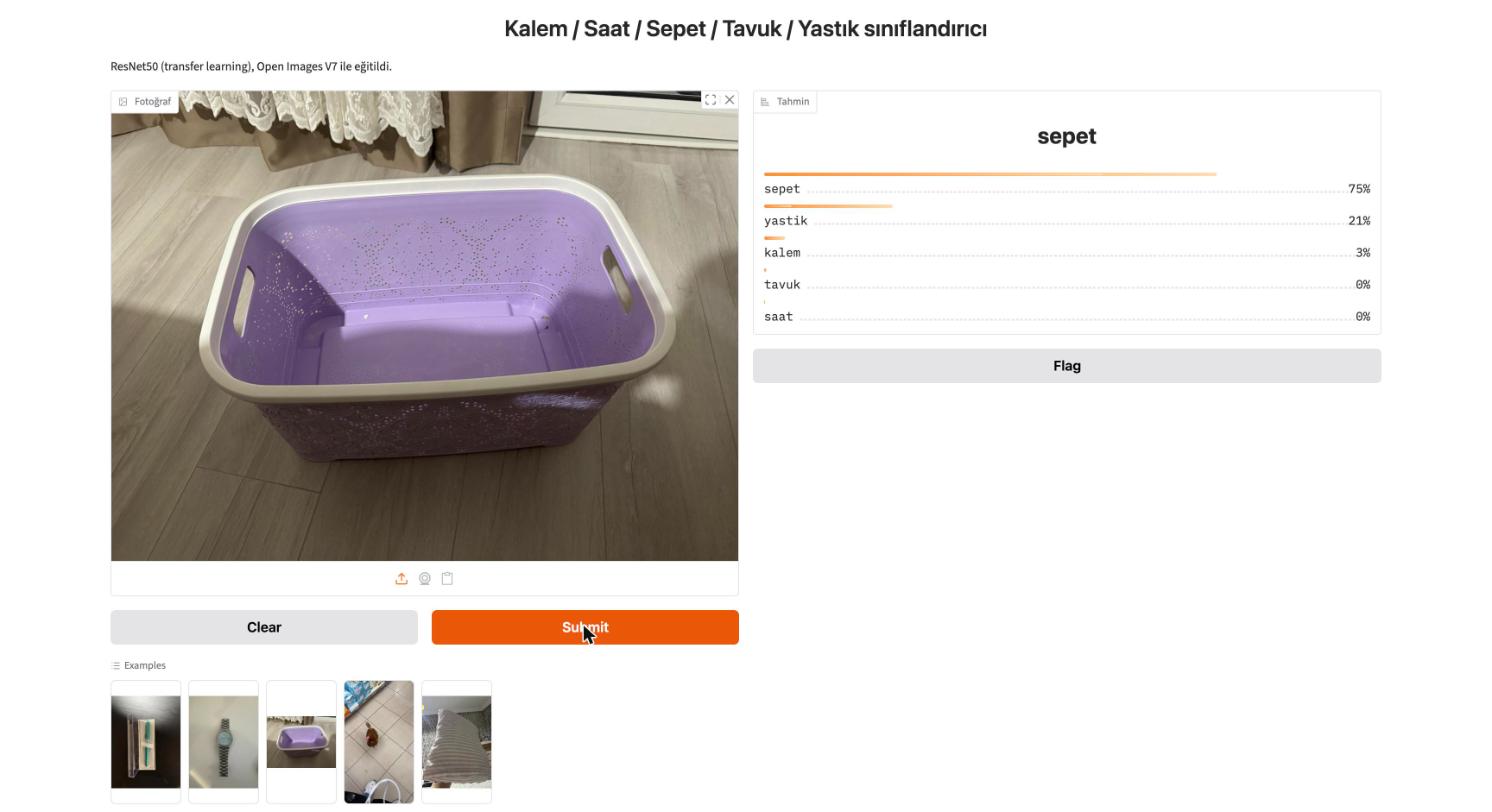 Kalem / Saat / Sepet / Tavuk / Yastık sınıflandırıcı
ResNet50 (transfer learning), Open Images V7 ile eğitildi.
Fotoğraf
Tahmin
sepet
sepet 75%
yastik 21%
kalem 3%
tavuk 0%
saat 0%
Flag
Clear
Submit
Examples